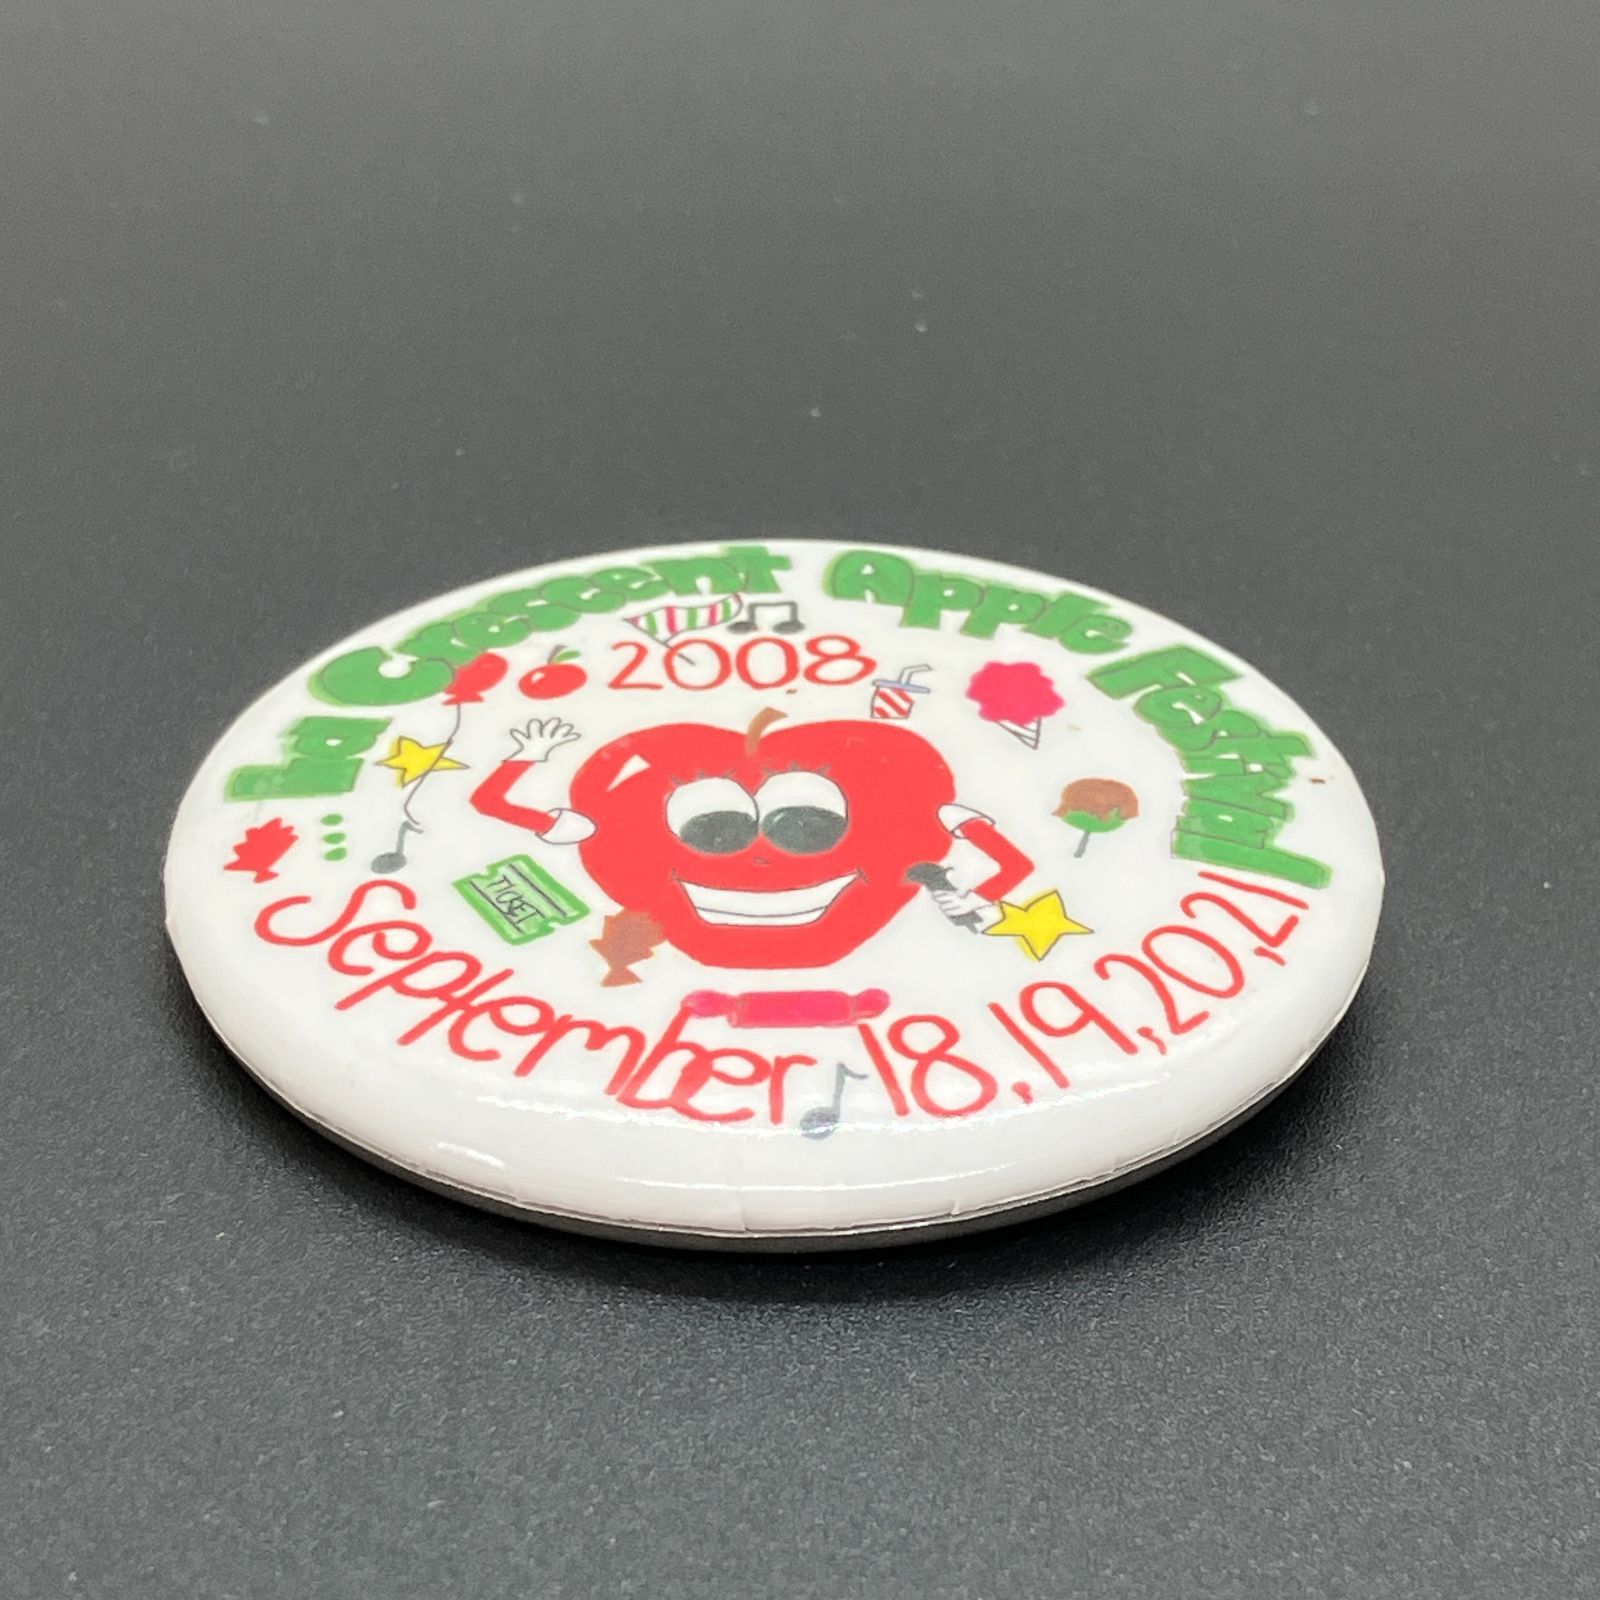 La Crescent Apple Festival
2008
TICKET
September 18, 19, 20, 21